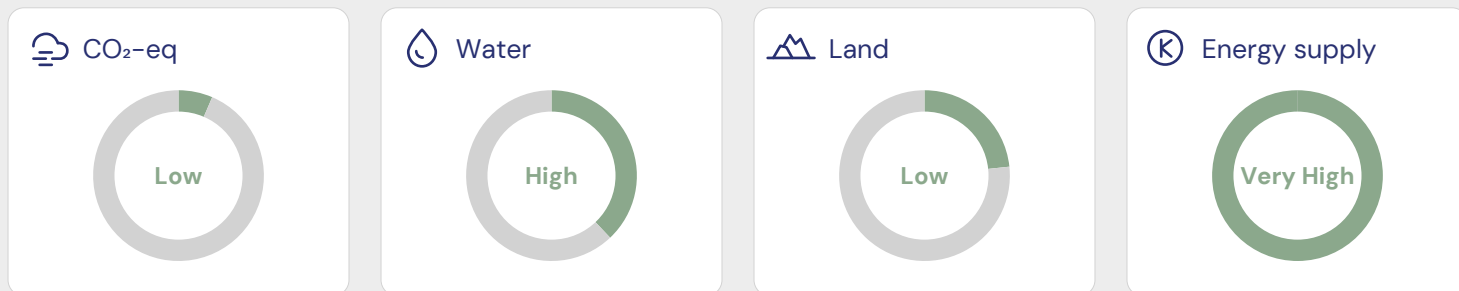 CO₂-eq
Low
Water
High
Land
Low
Energy supply
Very High